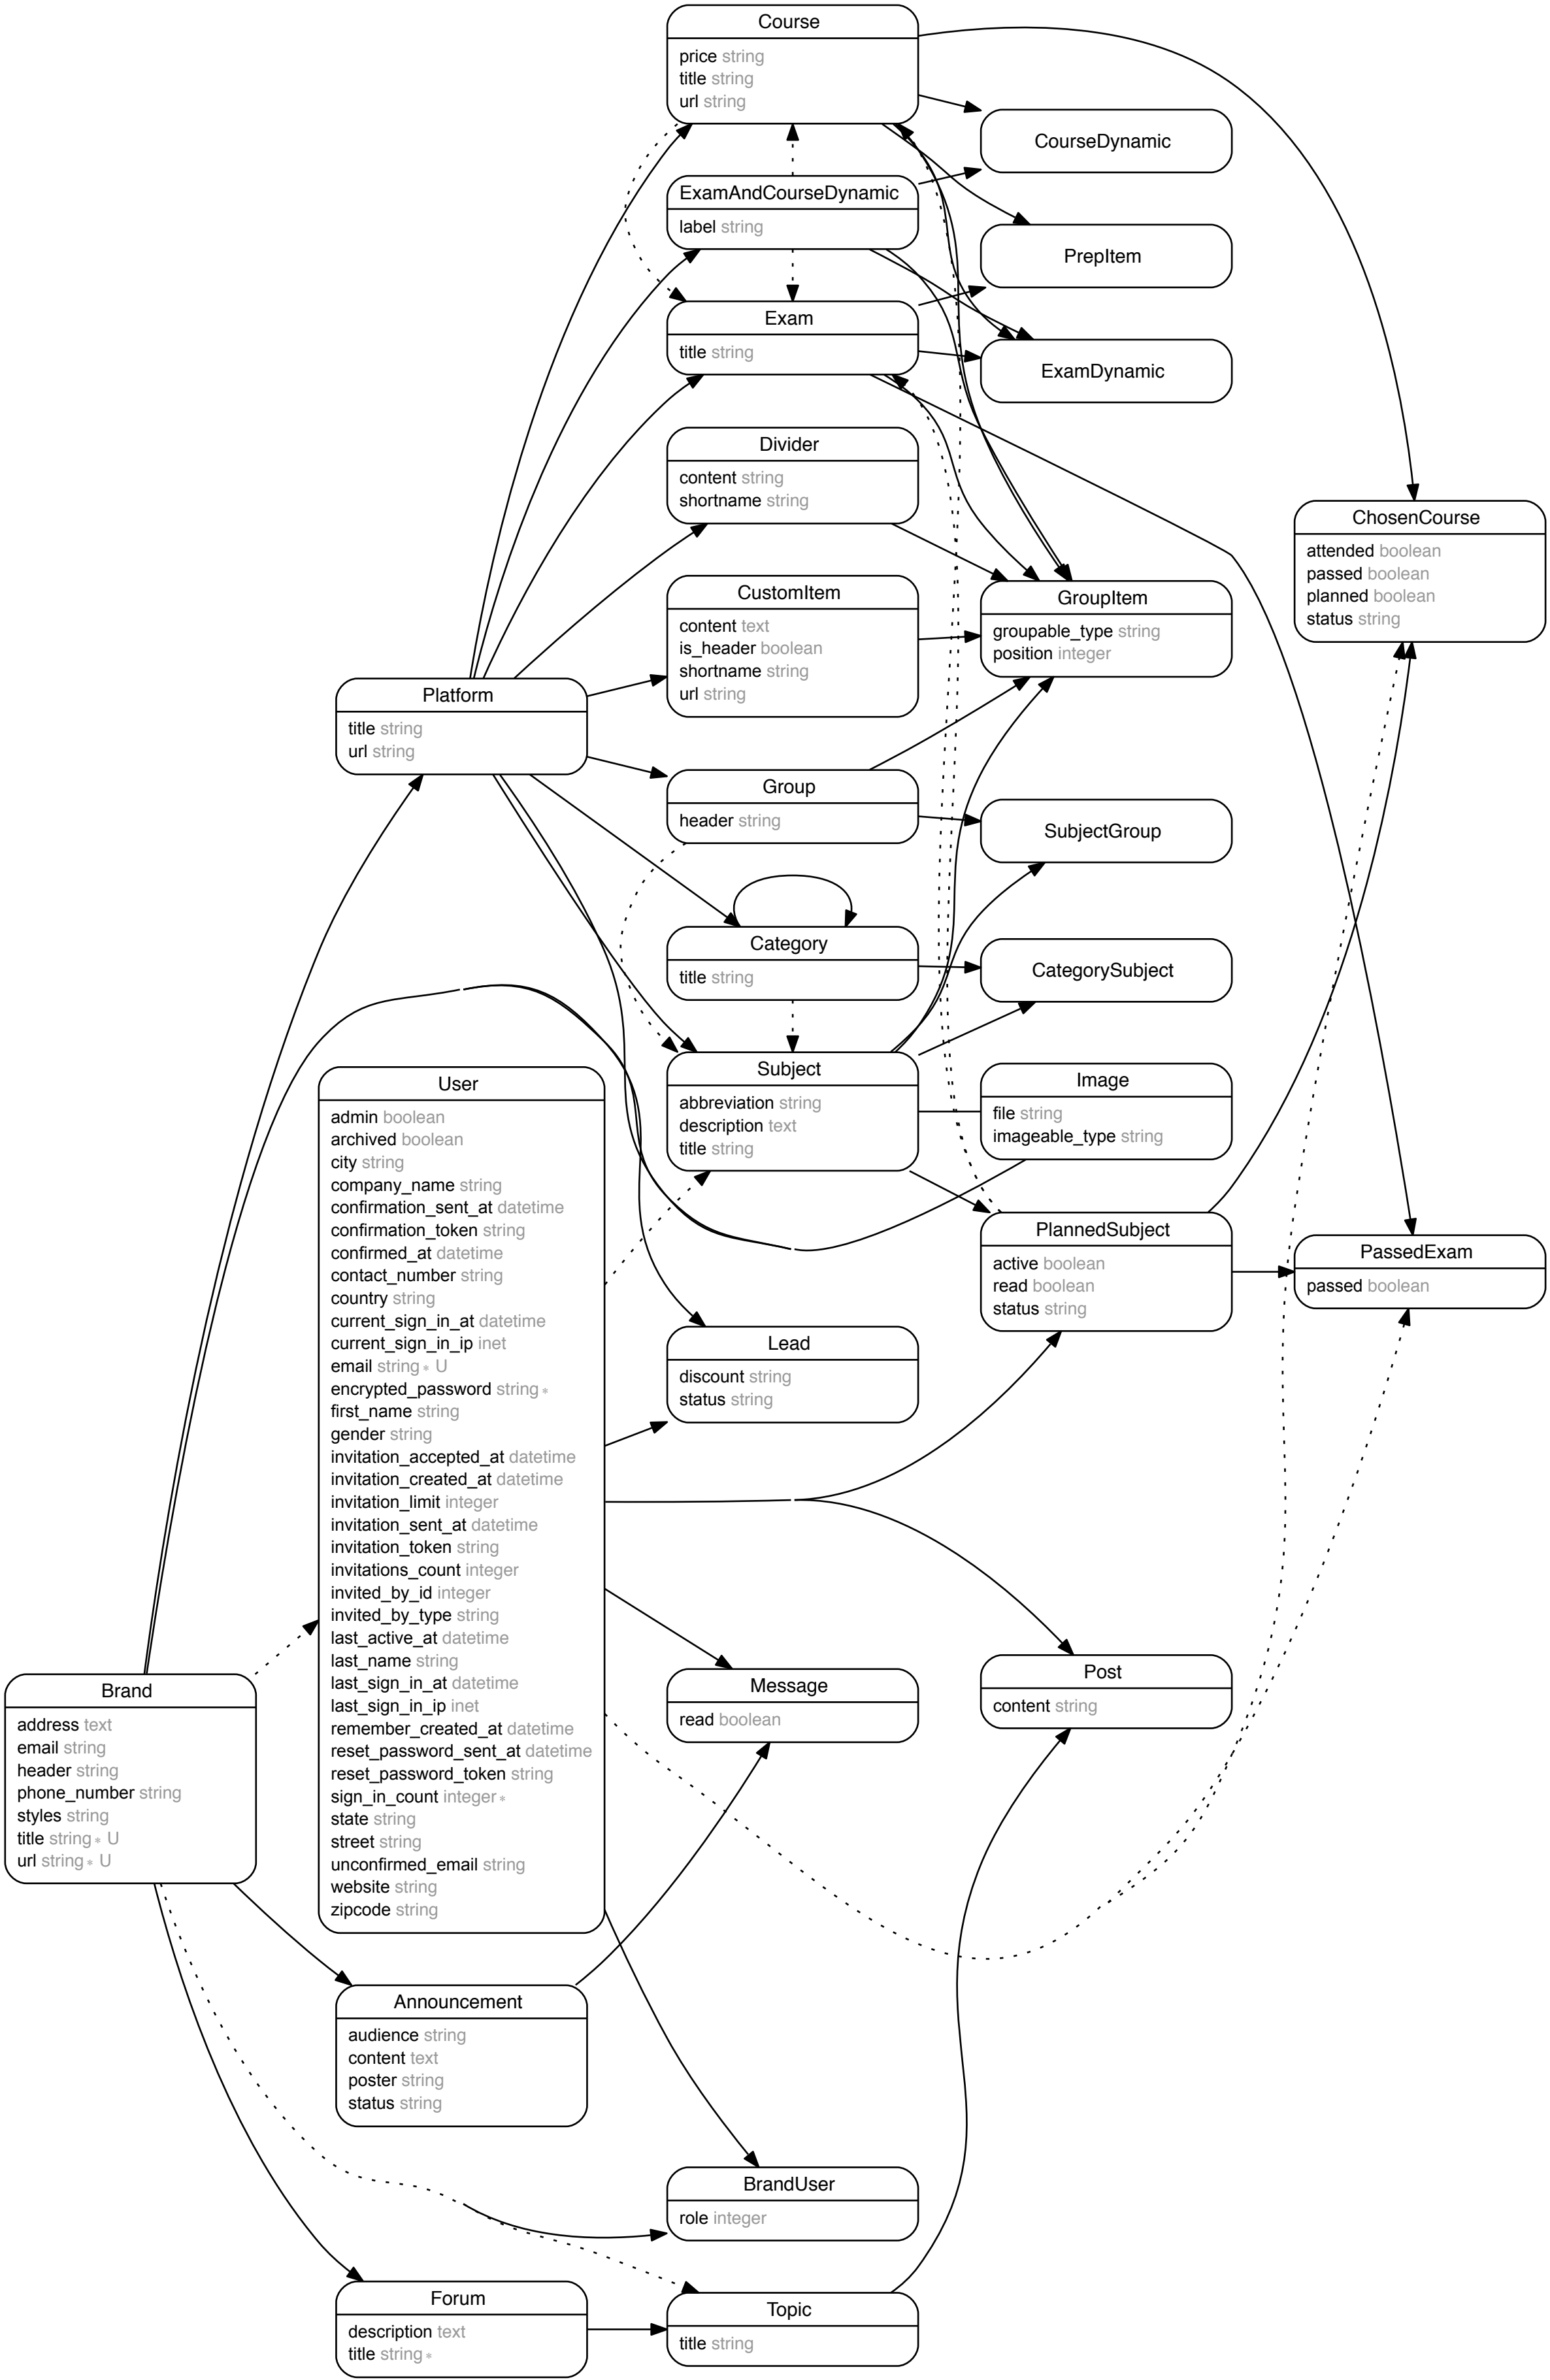 Course
price string
title string
url string
CourseDynamic
ExamAndCourseDynamic
label string
PrepItem
Exam
title string
ExamDynamic
Divider
content string
shortname string
ChosenCourse
attended boolean
passed boolean
planned boolean
status string
CustomItem
content text
is_header boolean
shortname string
url string
GroupItem
groupable_type string
position integer
Platform
title string
url string
Group
header string
SubjectGroup
Category
title string
CategorySubject
Subject
abbreviation string
description text
title string
Image
file string
imageable_type string
User
admin boolean
archived boolean
city string
company_name string
confirmation_sent_at datetime
confirmation_token string
confirmed_at datetime
contact_number string
country string
current_sign_in_at datetime
current_sign_in_ip inet
email string * U
encrypted_password string *
first_name string
gender string
invitation_accepted_at datetime
invitation_created_at datetime
invitation_limit integer
invitation_sent_at datetime
invitation_token string
invitations_count integer
invited_by_id integer
invited_by_type string
last_active_at datetime
last_name string
last_sign_in_at datetime
last_sign_in_ip inet
remember_created_at datetime
reset_password_sent_at datetime
reset_password_token string
sign_in_count integer *
state string
street string
unconfirmed_email string
website string
zipcode string
PlannedSubject
active boolean
read boolean
status string
PassedExam
passed boolean
Lead
discount string
status string
Post
content string
Message
read boolean
Brand
address text
email string
header string
phone_number string
styles string
title string * U
url string * U
Announcement
audience string
content text
poster string
status string
BrandUser
role integer
Forum
description text
title string *
Topic
title string